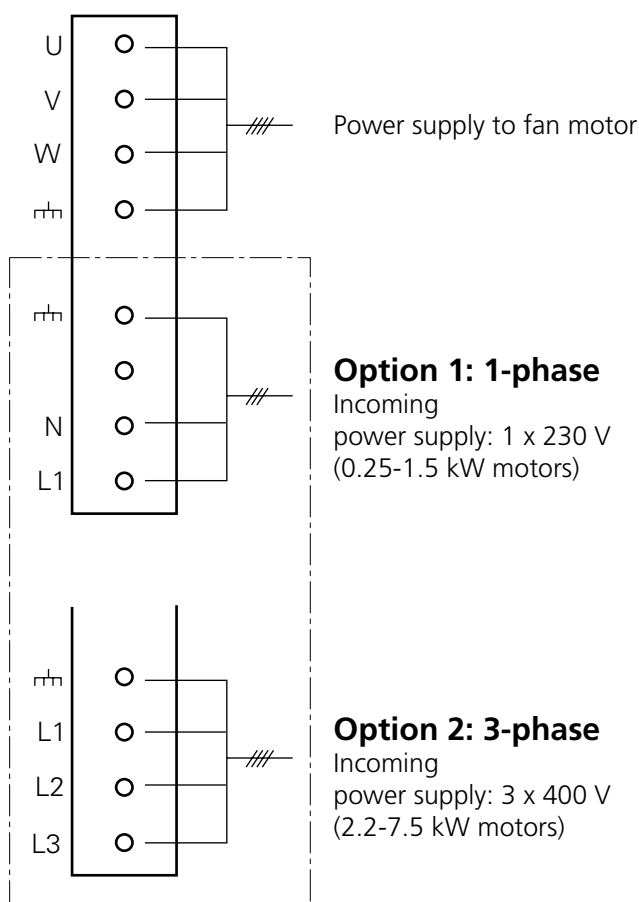 U
V
W
Power supply to fan motor
Option 1: 1-phase
Incoming
power supply: 1 x 230 V
(0.25-1.5 kW motors)
N
L1
Option 2: 3-phase
Incoming
power supply: 3 x 400 V
(2.2-7.5 kW motors)
L1
L2
L3